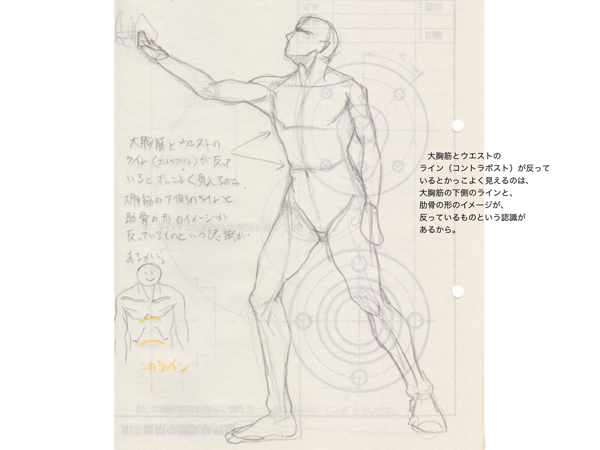 大胸筋とウエストの
ライン(コントラポスト)が反って
いるとかっこよく見えるのは、
大胸筋の下側のラインと
肋骨の形のイメージが
反っているものという認識が
あるから。
このライン
大胸筋とウエストの
ライン（コントラポスト）が反って
いるとかっこよく見えるのは、
大胸筋の下側のラインと、
肋骨の形のイメージが、
反っているものという認識が
あるから。